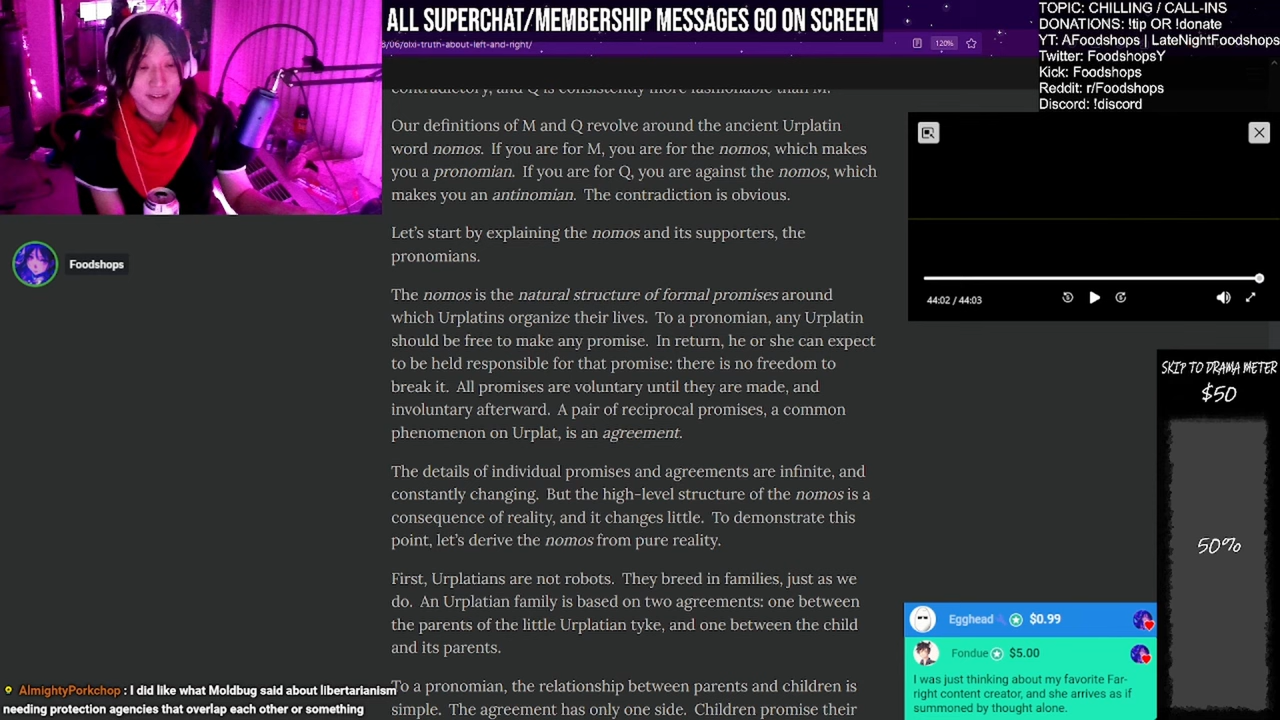 ALL SUPERCHAT/MEMBERSHIP MESSAGES GO ON SCREEN
/06/olxi-truth-about-left-and-right/
120%
TOPIC: CHILLING / CALL-INS
DONATIONS: !tip OR !donate
YT: AFoodshops | LateNightFoodshops
Twitter: FoodshopsY
Kick: Foodshops
Reddit: r/Foodshops
Discord: !discord
contradictory, and Q is consistently more fashionable than M.
Our definitions of M and Q revolve around the ancient Urplatin
word nomos. If you are for M, you are for the nomos, which makes
you a pronomian. If you are for Q, you are against the nomos, which
makes you an antinomian. The contradiction is obvious.
Let's start by explaining the nomos and its supporters, the
pronomians.
The nomos is the natural structure of formal promises around
which Urplatins organize their lives. To a pronomian, any Urplatin
should be free to make any promise. In return, he or she can expect
to be held responsible for that promise: there is no freedom to
break it. All promises are voluntary until they are made, and
involuntary afterward. A pair of reciprocal promises, a common
phenomenon on Urplat, is an agreement.
The details of individual promises and agreements are infinite, and
constantly changing. But the high-level structure of the nomos is a
consequence of reality, and it changes little. To demonstrate this
point, let's derive the nomos from pure reality.
First, Urplatians are not robots. They breed in families, just as we
do. An Urplatian family is based on two agreements: one between
the parents of the little Urplatian tyke, and one between the child
and its parents.
To a pronomian, the relationship between parents and children is
simple. The agreement has only one side. Children promise their
Foodshops
44:02 / 44:03
SKIP TO DRAMA METER
$50
50%
Egghead $0.99
Fondue $5.00
I was just thinking about my favorite Far-
right content creator, and she arrives as if
summoned by thought alone.
AlmightyPorkchop : I did like what Moldbug said about libertarianism
needing protection agencies that overlap each other or something